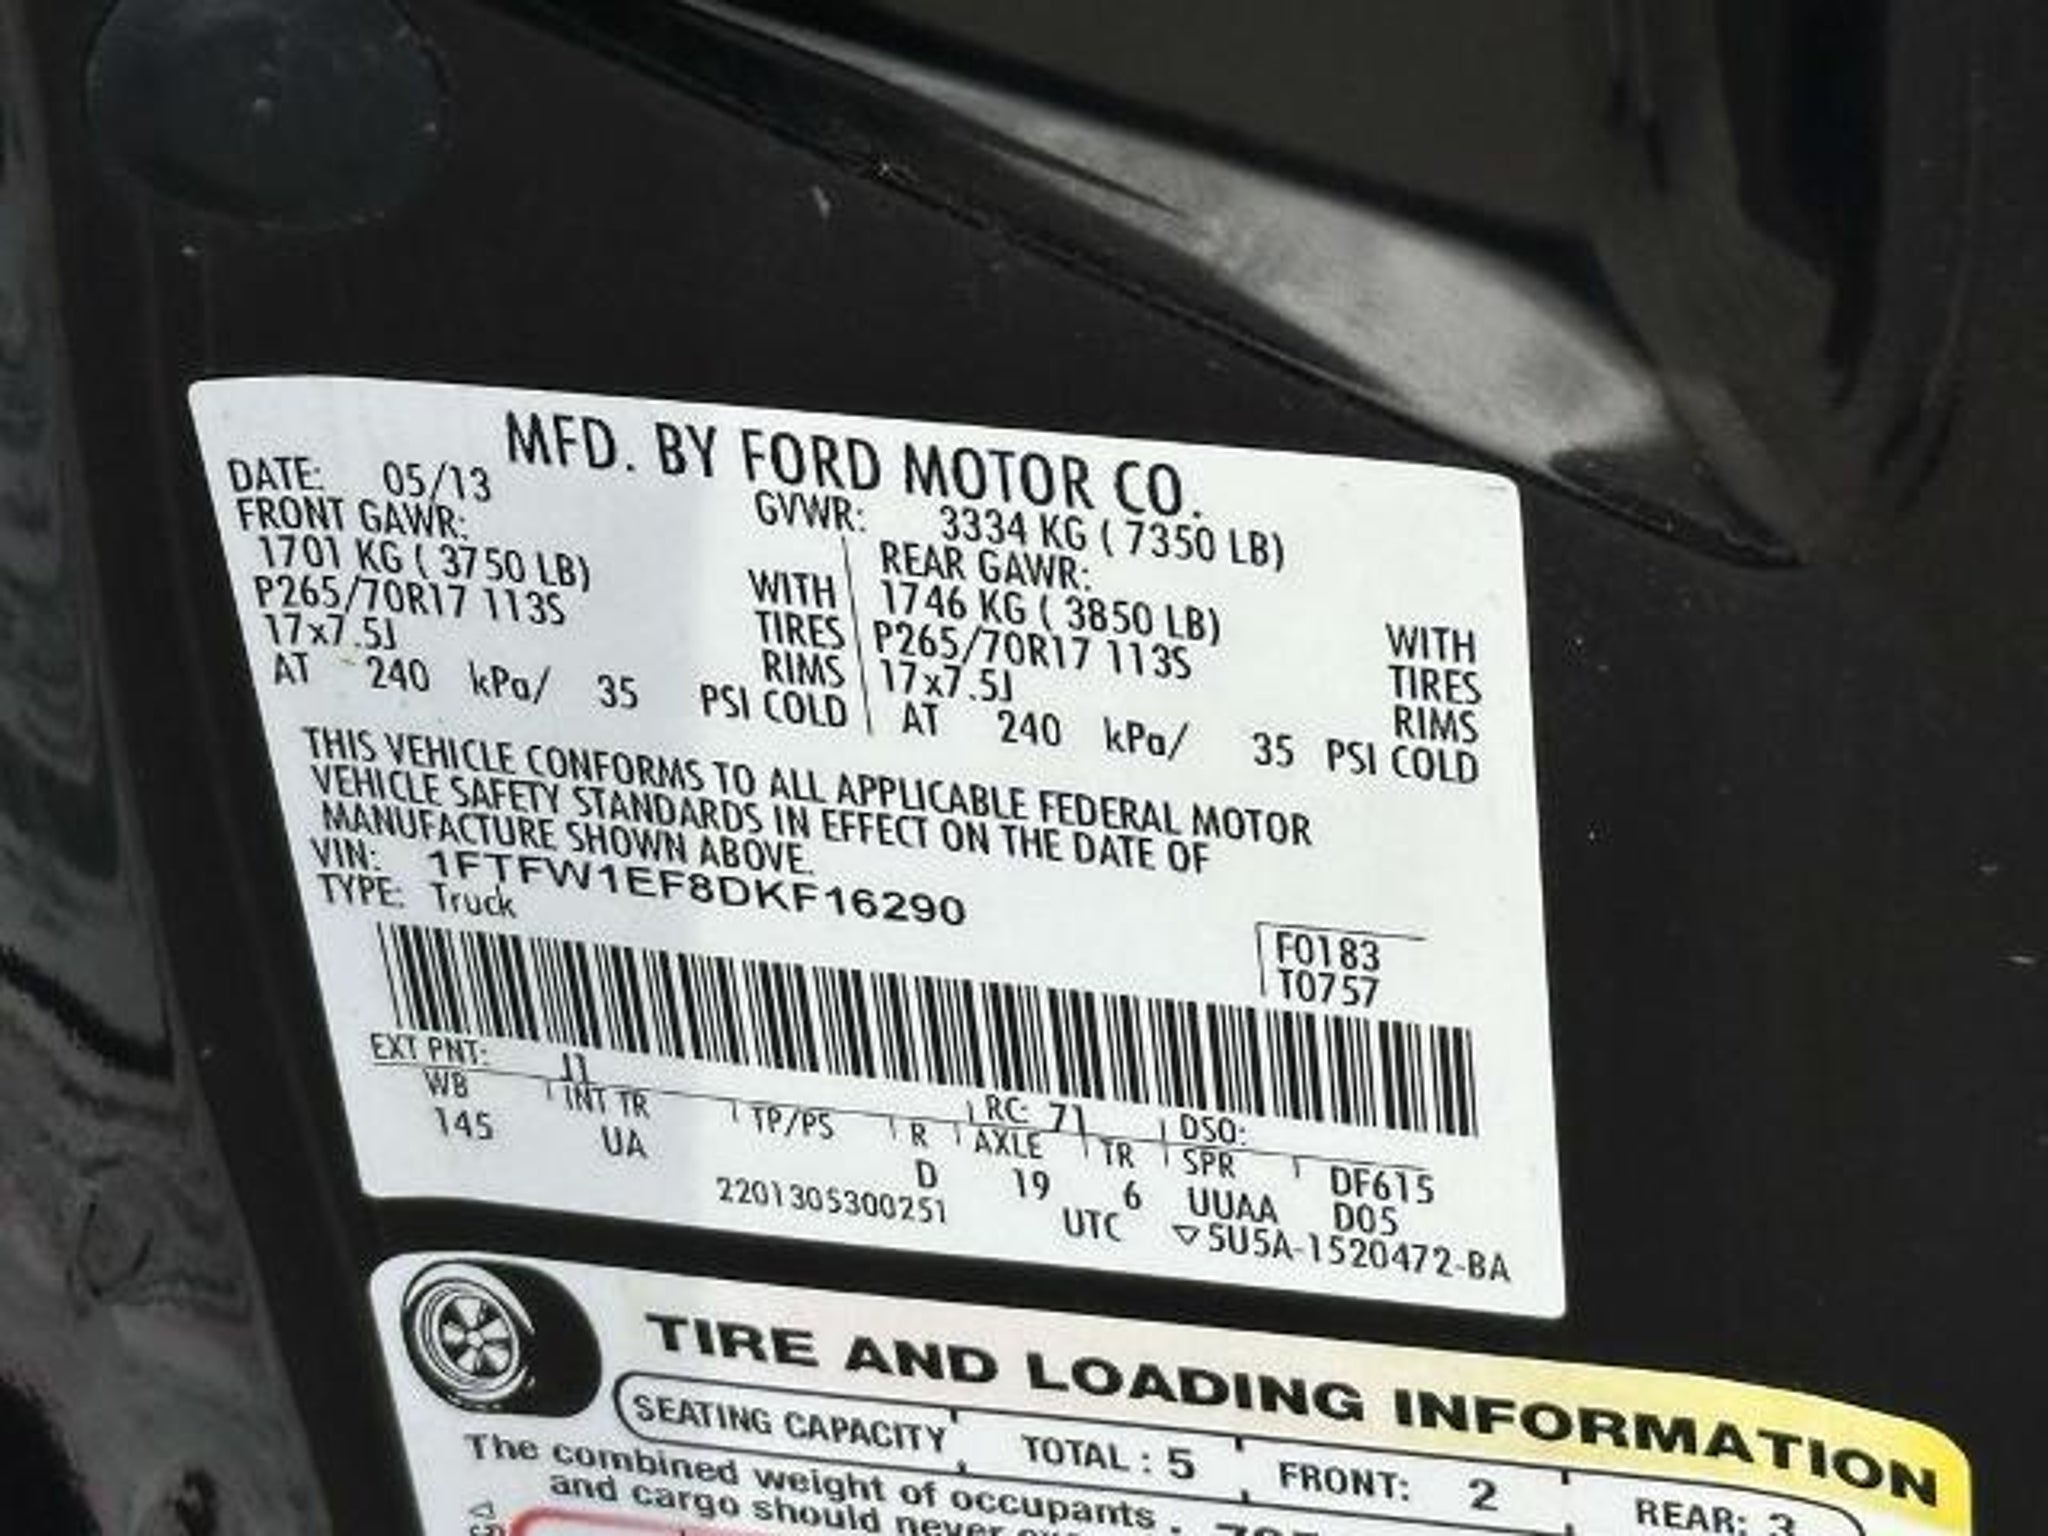 MFD. BY FORD MOTOR CO.
DATE: 05/13 GVWR: 3334 KG ( 7350 LB)
FRONT GAWR: REAR GAWR:
1701 KG ( 3750 LB) WITH 1746 KG ( 3850 LB) WITH
P265/70R17 113S TIRES P265/70R17 113S TIRES
17x7.5J RIMS 17x7.5J RIMS
AT 240 kPa/ 35 PSI COLD AT 240 kPa/ 35 PSI COLD
THIS VEHICLE CONFORMS TO ALL APPLICABLE FEDERAL MOTOR
VEHICLE SAFETY STANDARDS IN EFFECT ON THE DATE OF
MANUFACTURE SHOWN ABOVE.
VIN: 1FTFW1EF8DKF16290
TYPE: Truck
F0183
T0757
EXT PNT: J1 RC: 71 DSO:
WB INT TR TP/PS R AXLE TR SPR DF615
145 UA D 19 6 UUAA D05
2201305300251 UTC ▽5U5A-1520472-BA
TIRE AND LOADING INFORMATION
SEATING CAPACITY TOTAL : 5 FRONT: 2 REAR: 3
The combined weight of occupants
and cargo should never